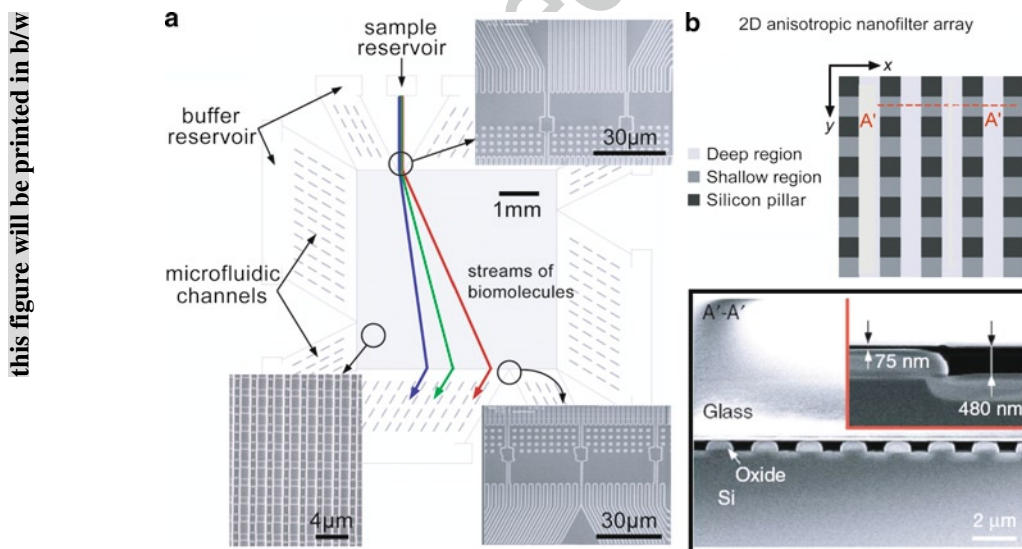 this figure will be printed in b/w
a
sample
reservoir
buffer
reservoir
30μm
1mm
microfluidic
channels
streams of
biomolecules
4μm
30μm
b
2D anisotropic nanofilter array
x
y
A'
A'
Deep region
Shallow region
Silicon pillar
A'-A'
75 nm
480 nm
Glass
Oxide
Si
2 μm